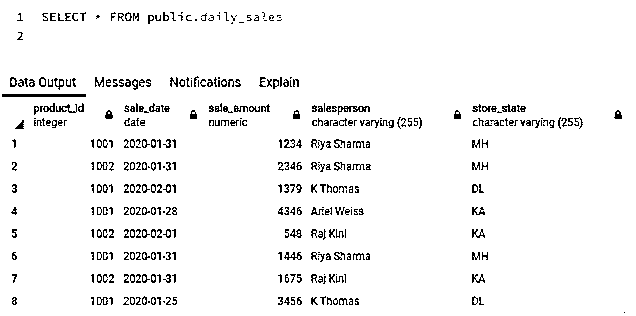 1 SELECT * FROM public.daily_sales
2
Data Output Messages Notifications Explain
product_id sale_date sale_amount salesperson store_state
integer date numeric character varying (255) character varying (255)
1 1001 2020-01-31 1234 Riya Sharma MH
2 1002 2020-01-31 2346 Riya Sharma MH
3 1001 2020-02-01 1379 K Thomas DL
4 1001 2020-01-28 4346 Ariel Weiss KA
5 1002 2020-02-01 548 Raj Kini KA
6 1001 2020-01-31 1446 Riya Sharma MH
7 1002 2020-01-31 1675 Raj Kini KA
8 1001 2020-01-25 3456 K Thomas DL